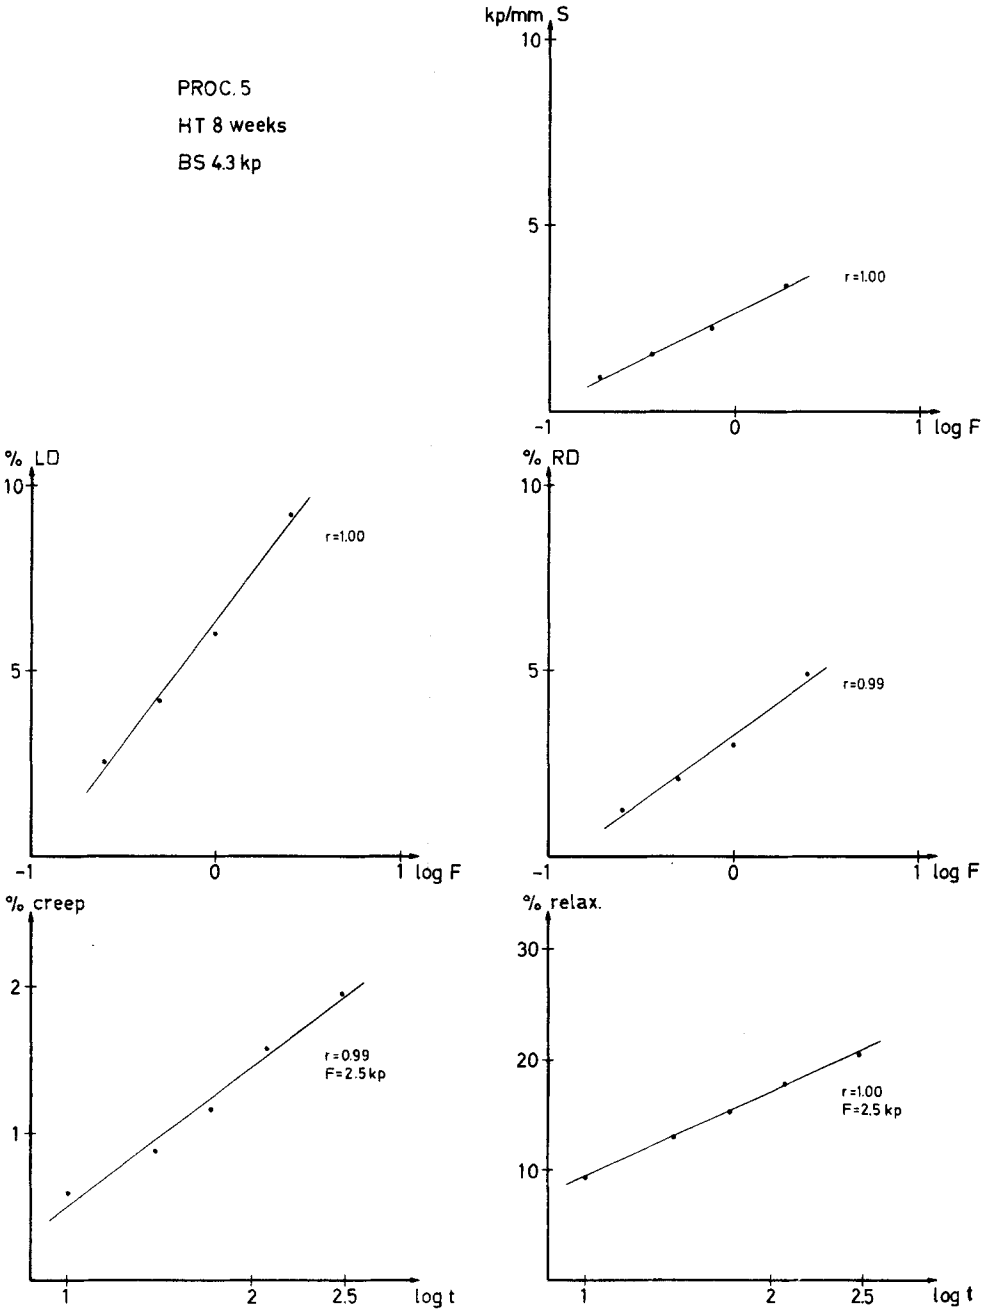 PROC. 5
HT 8 weeks
BS 4.3 kp
kp/mm S
10
5
r=1.00
-1 0 1 log F
% LD
10
5
r=1.00
-1 0 1 log F
% RD
10
5
r=0.99
-1 0 1 log F
% creep
2
1
r=0.99
F=2.5 kp
1 2 2.5 log t
% relax.
30
20
10
r=1.00
F=2.5 kp
1 2 2.5 log t